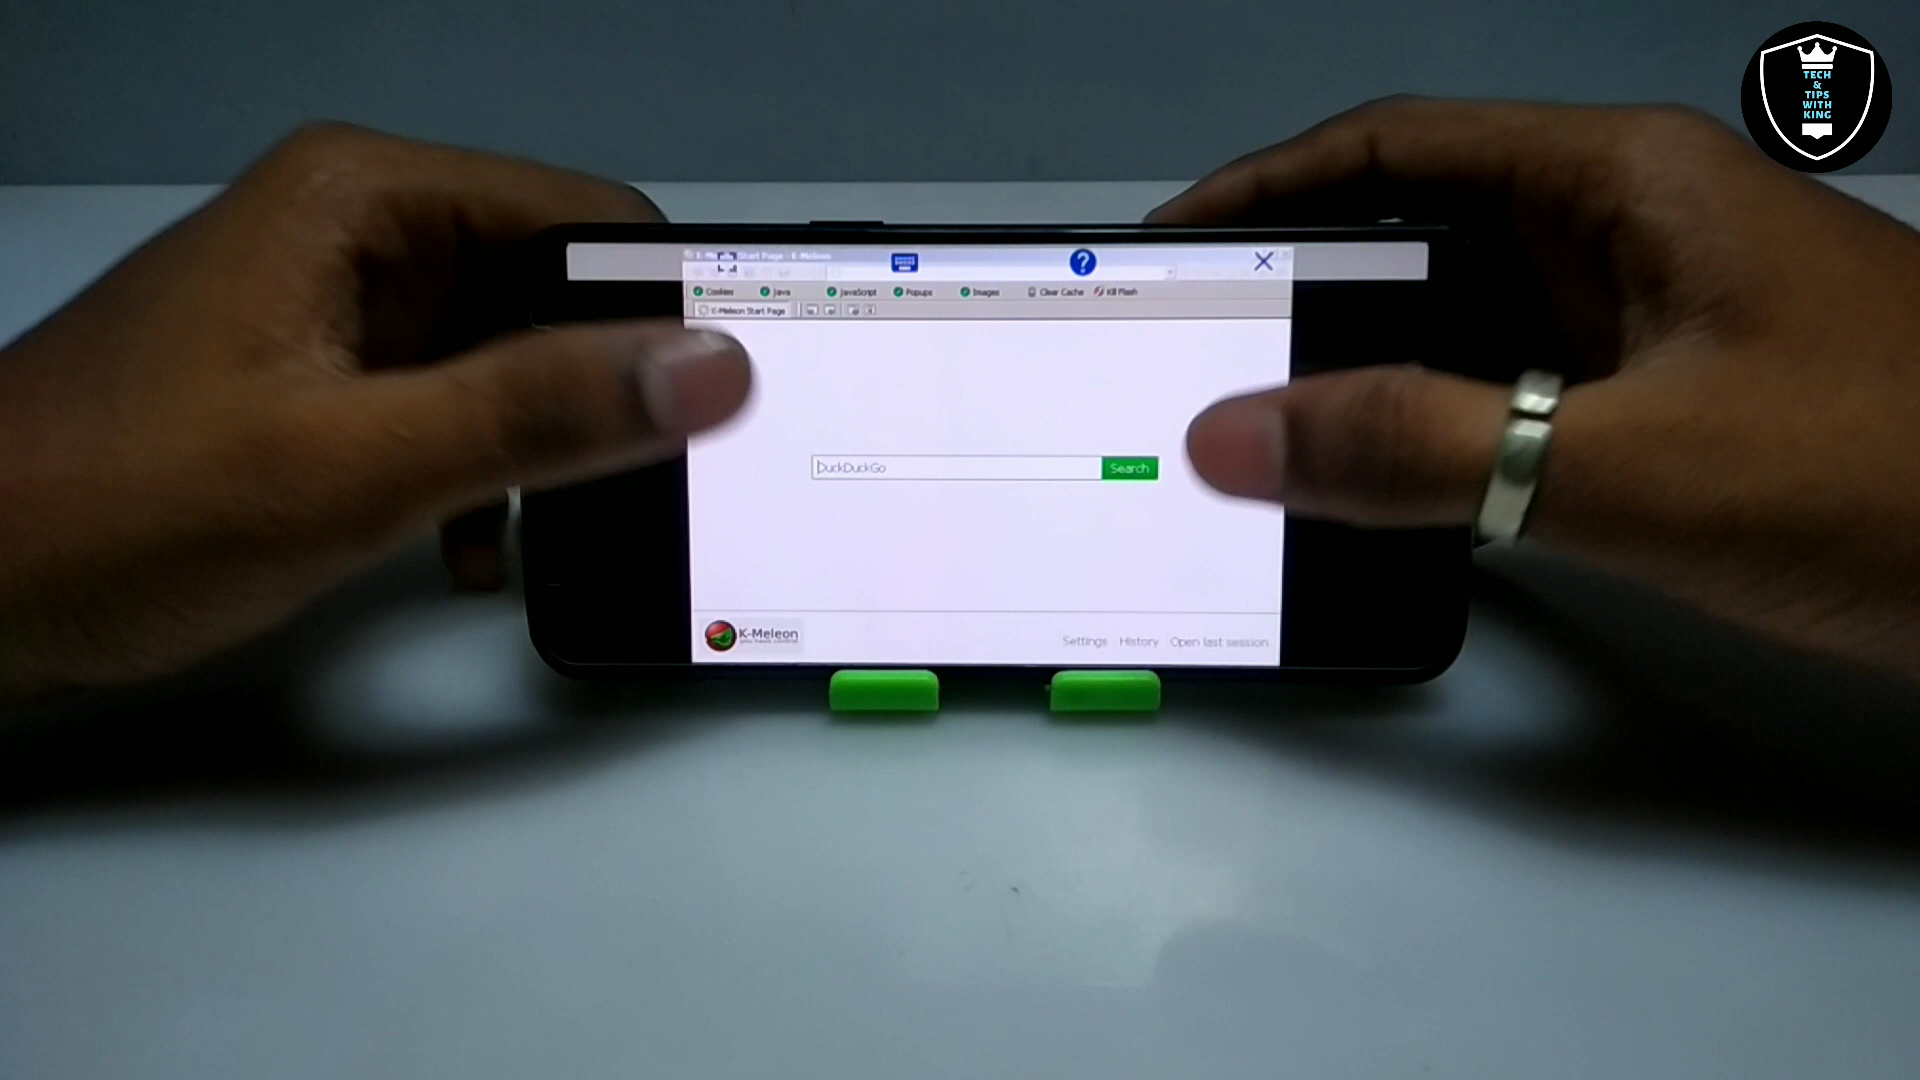 TECH
&
TIPS
WITH
KING
Start Page - K-Meleon
Cookies Java JavaScript Popups Images Clear Cache Kill Flash
K-Meleon Start Page
DuckDuckGo Search
K-Meleon
Settings History Open last session